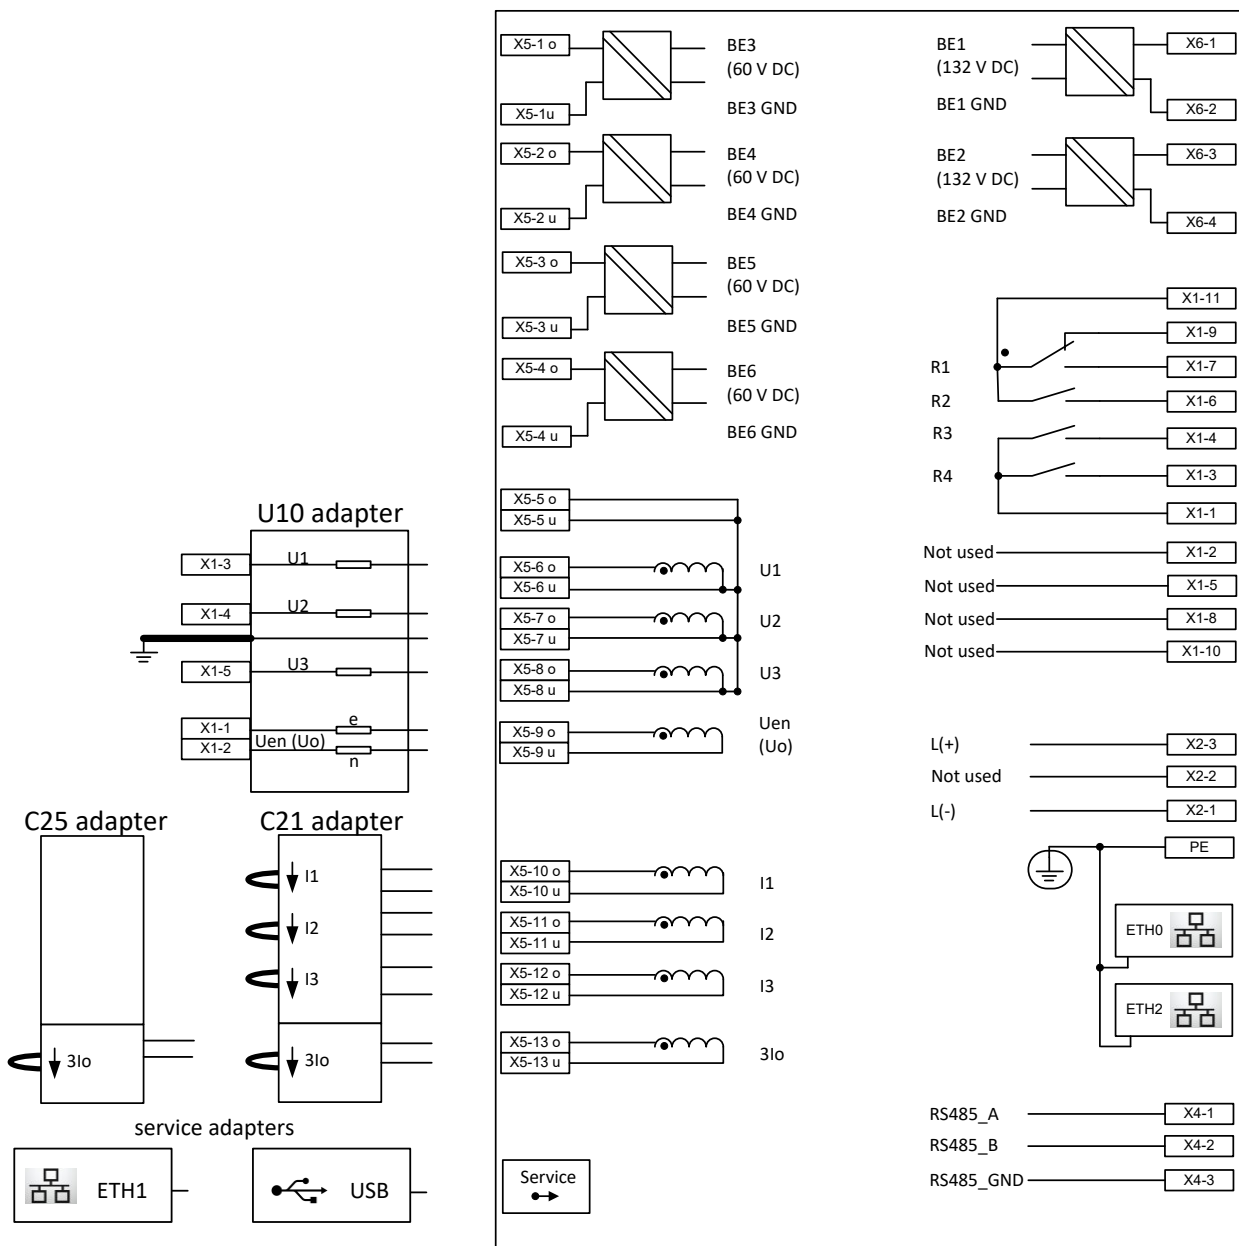 X5-1 o
BE3
(60 V DC)
X5-1u
BE3 GND
X5-2 o
BE4
(60 V DC)
X5-2 u
BE4 GND
X5-3 o
BE5
(60 V DC)
X5-3 u
BE5 GND
X5-4 o
BE6
(60 V DC)
X5-4 u
BE6 GND
BE1
(132 V DC)
BE1 GND
X6-1
X6-2
BE2
(132 V DC)
BE2 GND
X6-3
X6-4
X1-11
X1-9
R1
X1-7
R2
X1-6
R3
X1-4
R4
X1-3
X1-1
Not used
X1-2
Not used
X1-5
Not used
X1-8
Not used
X1-10
U10 adapter
X1-3
U1
X1-4
U2
X1-5
U3
X1-1
X1-2
Uen (Uo)
e
n
X5-5 o
X5-5 u
X5-6 o
X5-6 u
U1
X5-7 o
X5-7 u
U2
X5-8 o
X5-8 u
U3
X5-9 o
X5-9 u
Uen
(Uo)
L(+)
X2-3
Not used
X2-2
L(-)
X2-1
PE
C25 adapter
3Io
C21 adapter
I1
I2
I3
3Io
X5-10 o
X5-10 u
I1
X5-11 o
X5-11 u
I2
X5-12 o
X5-12 u
I3
X5-13 o
X5-13 u
3Io
ETH0
ETH2
service adapters
ETH1
USB
Service
RS485_A
X4-1
RS485_B
X4-2
RS485_GND
X4-3